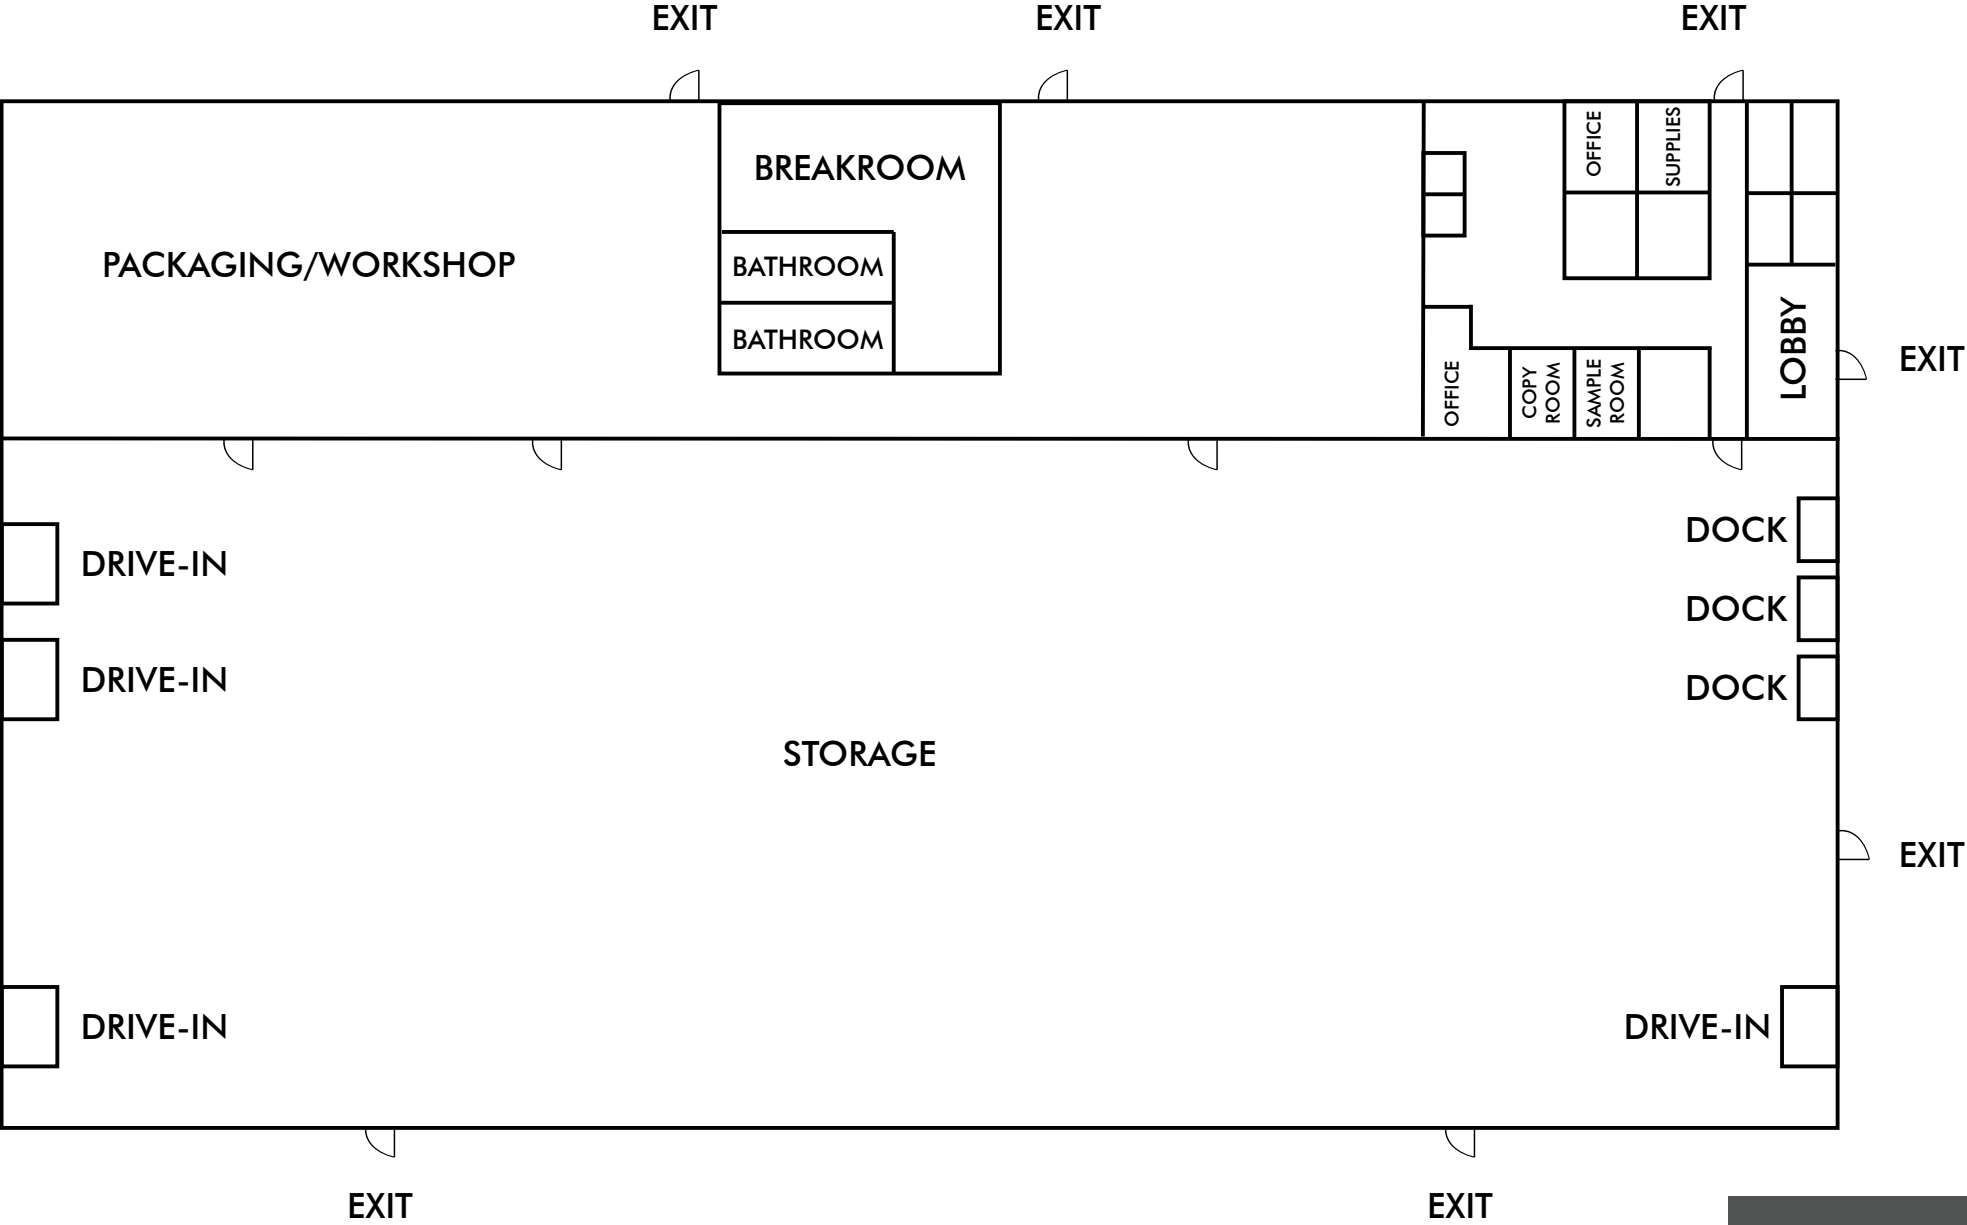 EXIT
EXIT
EXIT
OFFICE
SUPPLIES
BREAKROOM
PACKAGING/WORKSHOP
BATHROOM
BATHROOM
LOBBY
EXIT
OFFICE
COPY
ROOM
SAMPLE
ROOM
DOCK
DRIVE-IN
DOCK
DRIVE-IN
DOCK
STORAGE
EXIT
DRIVE-IN
DRIVE-IN
EXIT
EXIT